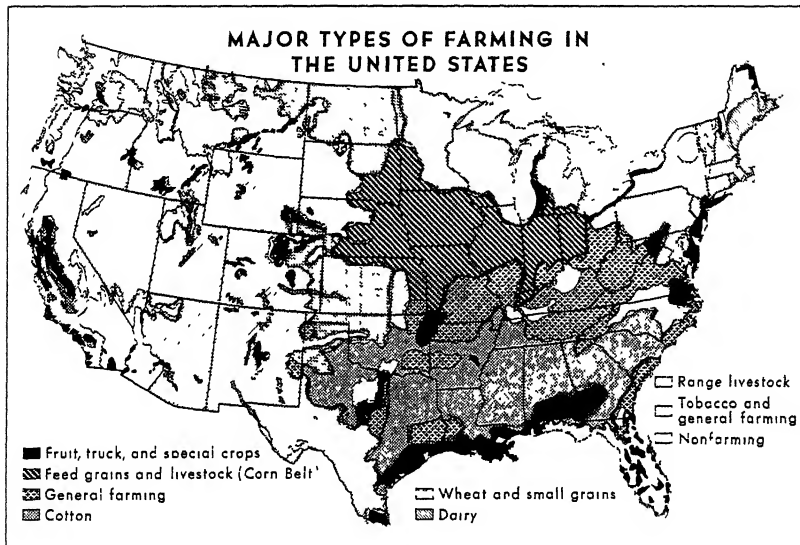 MAJOR TYPES OF FARMING IN
THE UNITED STATES
Range livestock
Tobacco and
general farming
Nonfarming
Fruit, truck, and special crops
Feed grains and livestock (Corn Belt'
General farming
Cotton
Wheat and small grains
Dairy